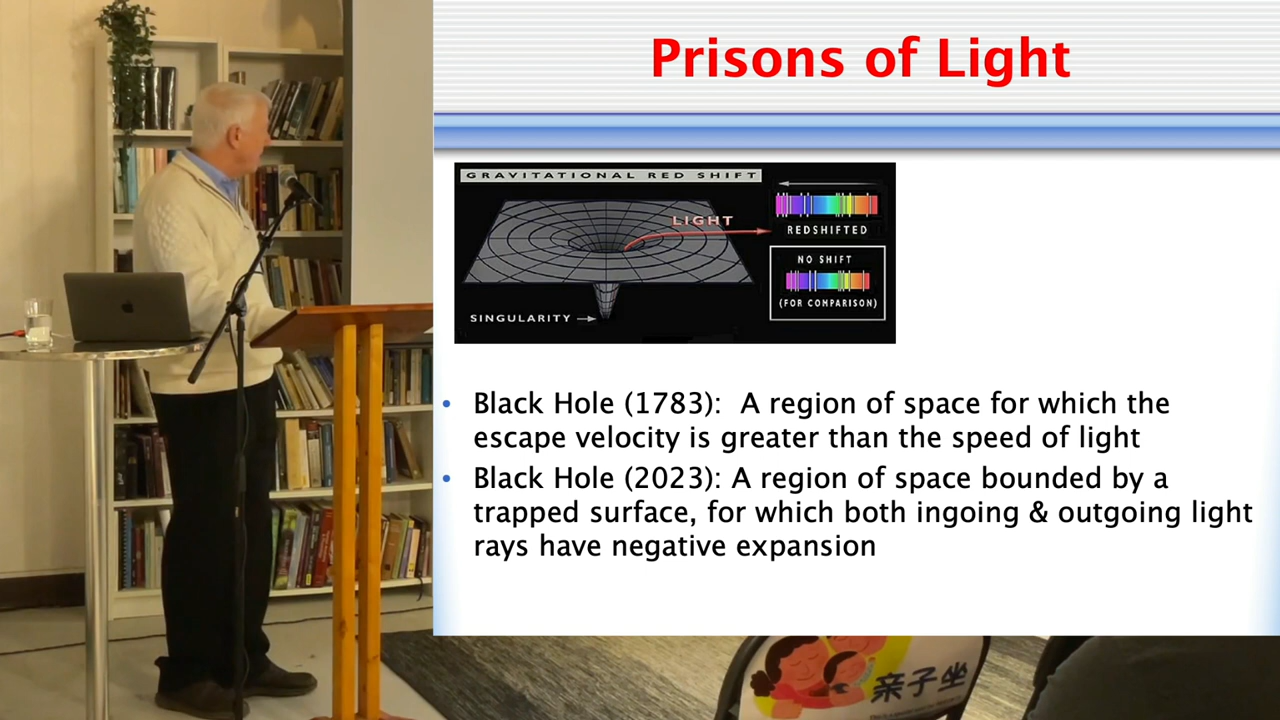 Prisons of Light
GRAVITATIONAL RED SHIFT
LIGHT
REDSHIFTED
NO SHIFT
(FOR COMPARISON)
SINGULARITY
• Black Hole (1783): A region of space for which the
escape velocity is greater than the speed of light
• Black Hole (2023): A region of space bounded by a
trapped surface, for which both ingoing & outgoing light
rays have negative expansion
亲子坐